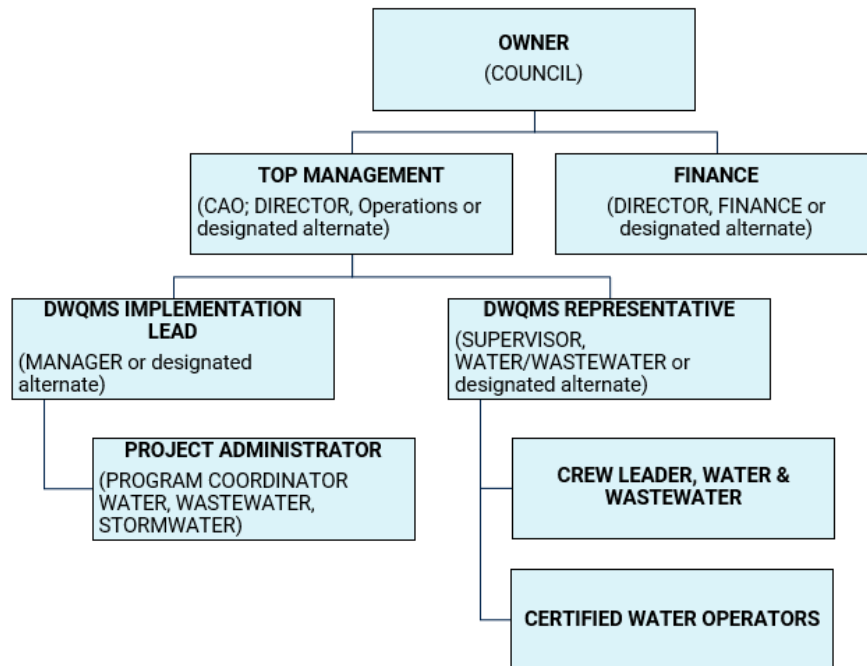 OWNER
(COUNCIL)
TOP MANAGEMENT
(CAO; DIRECTOR, Operations or
designated alternate)
FINANCE
(DIRECTOR, FINANCE or
designated alternate)
DWQMS IMPLEMENTATION
LEAD
(MANAGER or designated
alternate)
DWQMS REPRESENTATIVE
(SUPERVISOR,
WATER/WASTEWATER or
designated alternate)
PROJECT ADMINISTRATOR
(PROGRAM COORDINATOR
WATER, WASTEWATER,
STORMWATER)
CREW LEADER, WATER &
WASTEWATER
CERTIFIED WATER OPERATORS